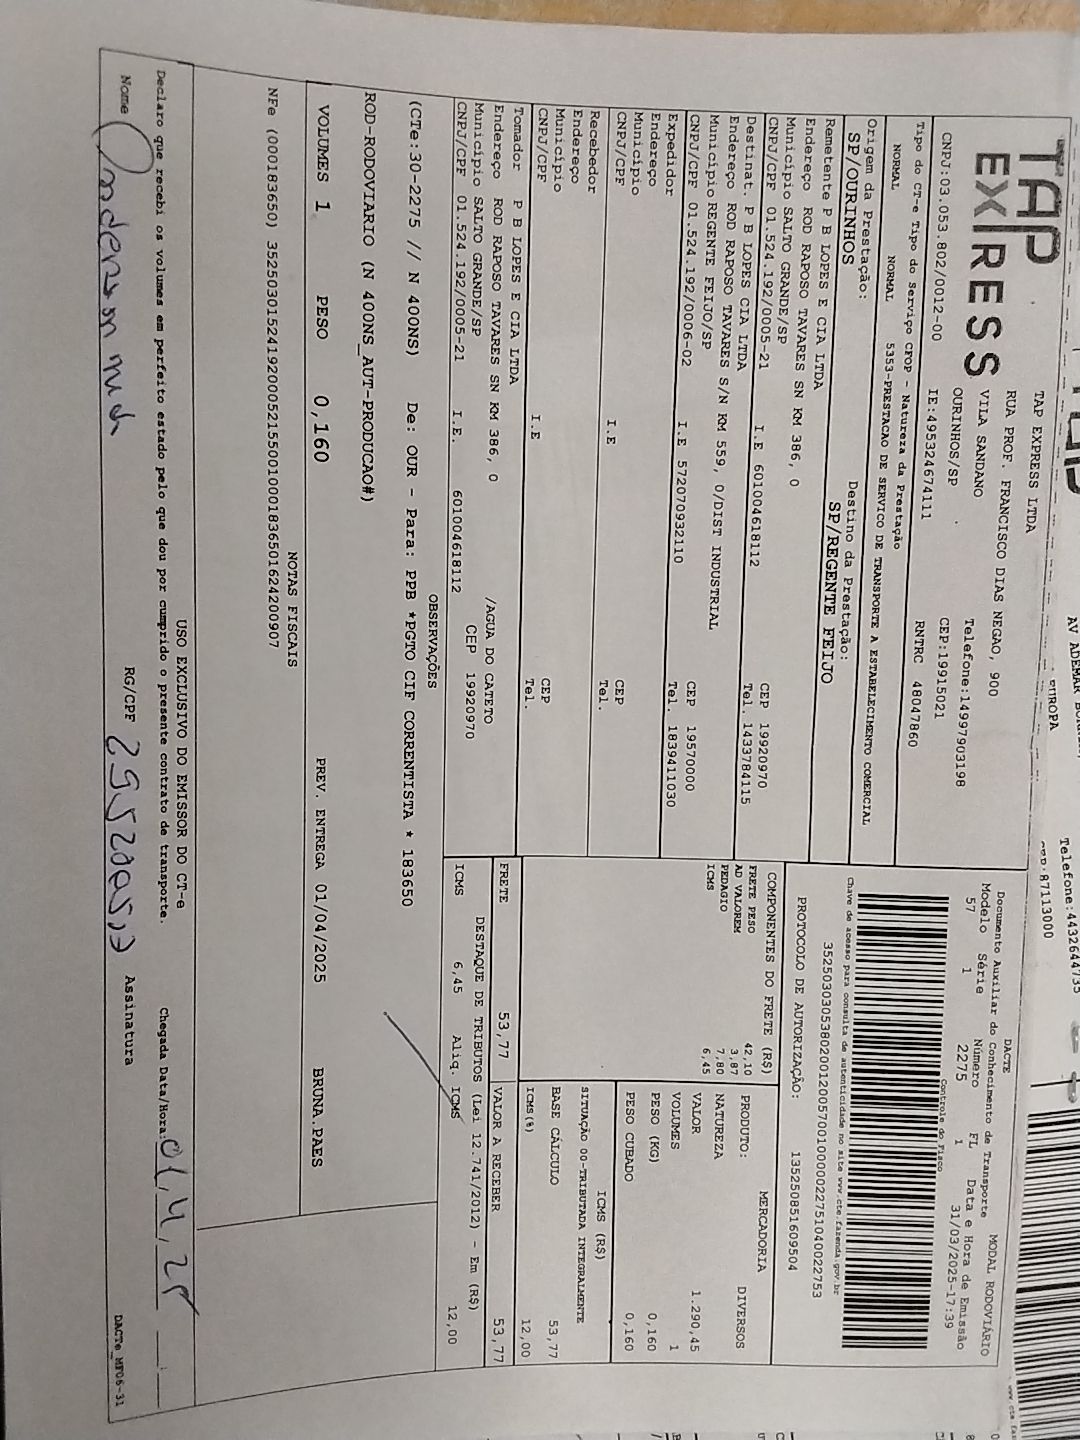 TAP EXPRESS
TAP EXPRESS LTDA
RUA PROF. FRANCISCO DIAS NEGAO, 900
VILA SANDANO
OURINHOS/SP
Telefone:14997903198
CEP:19915021
CNPJ:03.053.802/0012-00 IE:495324674111 RNTRC 48047860
Tipo do CT-e Tipo do Serviço CFOP - Natureza da Prestação
NORMAL NORMAL 5353-PRESTACAO DE SERVICO DE TRANSPORTE A ESTABELECIMENTO COMERCIAL
Origem da Prestação: Destino da Prestação:
SP/OURINHOS SP/REGENTE FEIJO
Remetente P B LOPES E CIA LTDA
Endereço ROD RAPOSO TAVARES SN KM 386, 0
Município SALTO GRANDE/SP CEP 19920970
CNPJ/CPF 01.524.192/0005-21 I.E 601004618112 Tel. 1433784115
Destinat. P B LOPES CIA LTDA
Endereço ROD RAPOSO TAVARES S/N KM 559, 0/DIST INDUSTRIAL
Município REGENTE FEIJO/SP CEP 19570000
CNPJ/CPF 01.524.192/0006-02 I.E 572070932110 Tel. 1839411030
Expedidor
Endereço
Município CEP
CNPJ/CPF I.E Tel.
Recebedor
Endereço
Município CEP
CNPJ/CPF I.E Tel.
Tomador P B LOPES E CIA LTDA
Endereço ROD RAPOSO TAVARES SN KM 386, 0 /AGUA DO CATETO
Município SALTO GRANDE/SP CEP 19920970
CNPJ/CPF 01.524.192/0005-21 I.E. 601004618112
DACTE MODAL RODOVIÁRIO
Documento Auxiliar do Conhecimento de Transporte
Modelo Série Número FL Data e Hora de Emissão
57 1 2275 1 31/03/2025-17:39
Controle do Fisco
Chave de acesso para consulta de autenticidade no site www.cte.fazenda.gov.br
35250303053802001200570010000022751040022753
PROTOCOLO DE AUTORIZAÇÃO: 135250851609504
COMPONENTES DO FRETE (R$)
FRETE PESO 42,10
AD VALOREM 3,87
PEDAGIO 7,80
ICMS 6,45
MERCADORIA
PRODUTO: DIVERSOS
NATUREZA
VALOR 1.290,45
VOLUMES 1
PESO (KG) 0,160
PESO CUBADO 0,160
ICMS (R$)
SITUAÇÃO 00-TRIBUTADA INTEGRALMENTE
BASE CÁLCULO 53,77
ICMS(%) 12,00
FRETE 53,77 VALOR A RECEBER 53,77
DESTAQUE DE TRIBUTOS (Lei 12.741/2012) - Em (R$)
ICMS 6,45 Aliq. ICMS 12,00
OBSERVAÇÕES
(CTe:30-2275 // N 400NS) De: OUR - Para: PPB *PGTO CIF CORRENTISTA * 183650
ROD-RODOVIARIO (N 400NS_AUT-PRODUCAO#)
VOLUMES 1 PESO 0,160 PREV. ENTREGA 01/04/2025 BRUNA.PAES
NOTAS FISCAIS
NFe (000183650) 35250301524192000521550010001836501624200907
USO EXCLUSIVO DO EMISSOR DO CT-e
Declaro que recebi os volumes em perfeito estado pelo que dou por cumprido o presente contrato de transporte. Chegada Data/Hora: 01/4/25
Nome Anderson RG/CPF Assinatura
DACTe_MF06-31
Telefone:4432644735
CEP:87113000